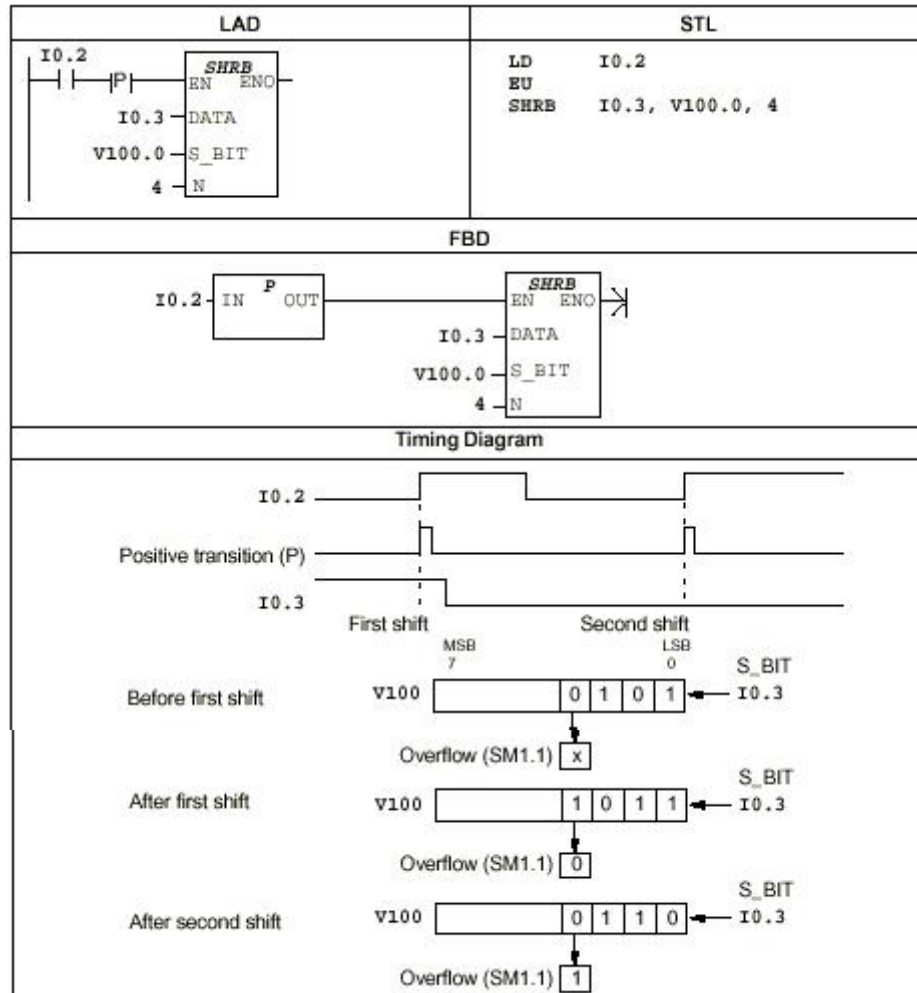 LAD
STL
I0.2
P
SHRB
EN ENO
I0.3 DATA
V100.0 S_BIT
4 N
LD I0.2
EU
SHRB I0.3, V100.0, 4
FBD
I0.2 IN P OUT
SHRB
EN ENO
I0.3 DATA
V100.0 S_BIT
4 N
Timing Diagram
I0.2
Positive transition (P)
I0.3
First shift Second shift
MSB LSB
7 0
S_BIT
Before first shift V100 0 1 0 1 I0.3
Overflow (SM1.1) x
S_BIT
After first shift V100 1 0 1 1 I0.3
Overflow (SM1.1) 0
S_BIT
After second shift V100 0 1 1 0 I0.3
Overflow (SM1.1) 1